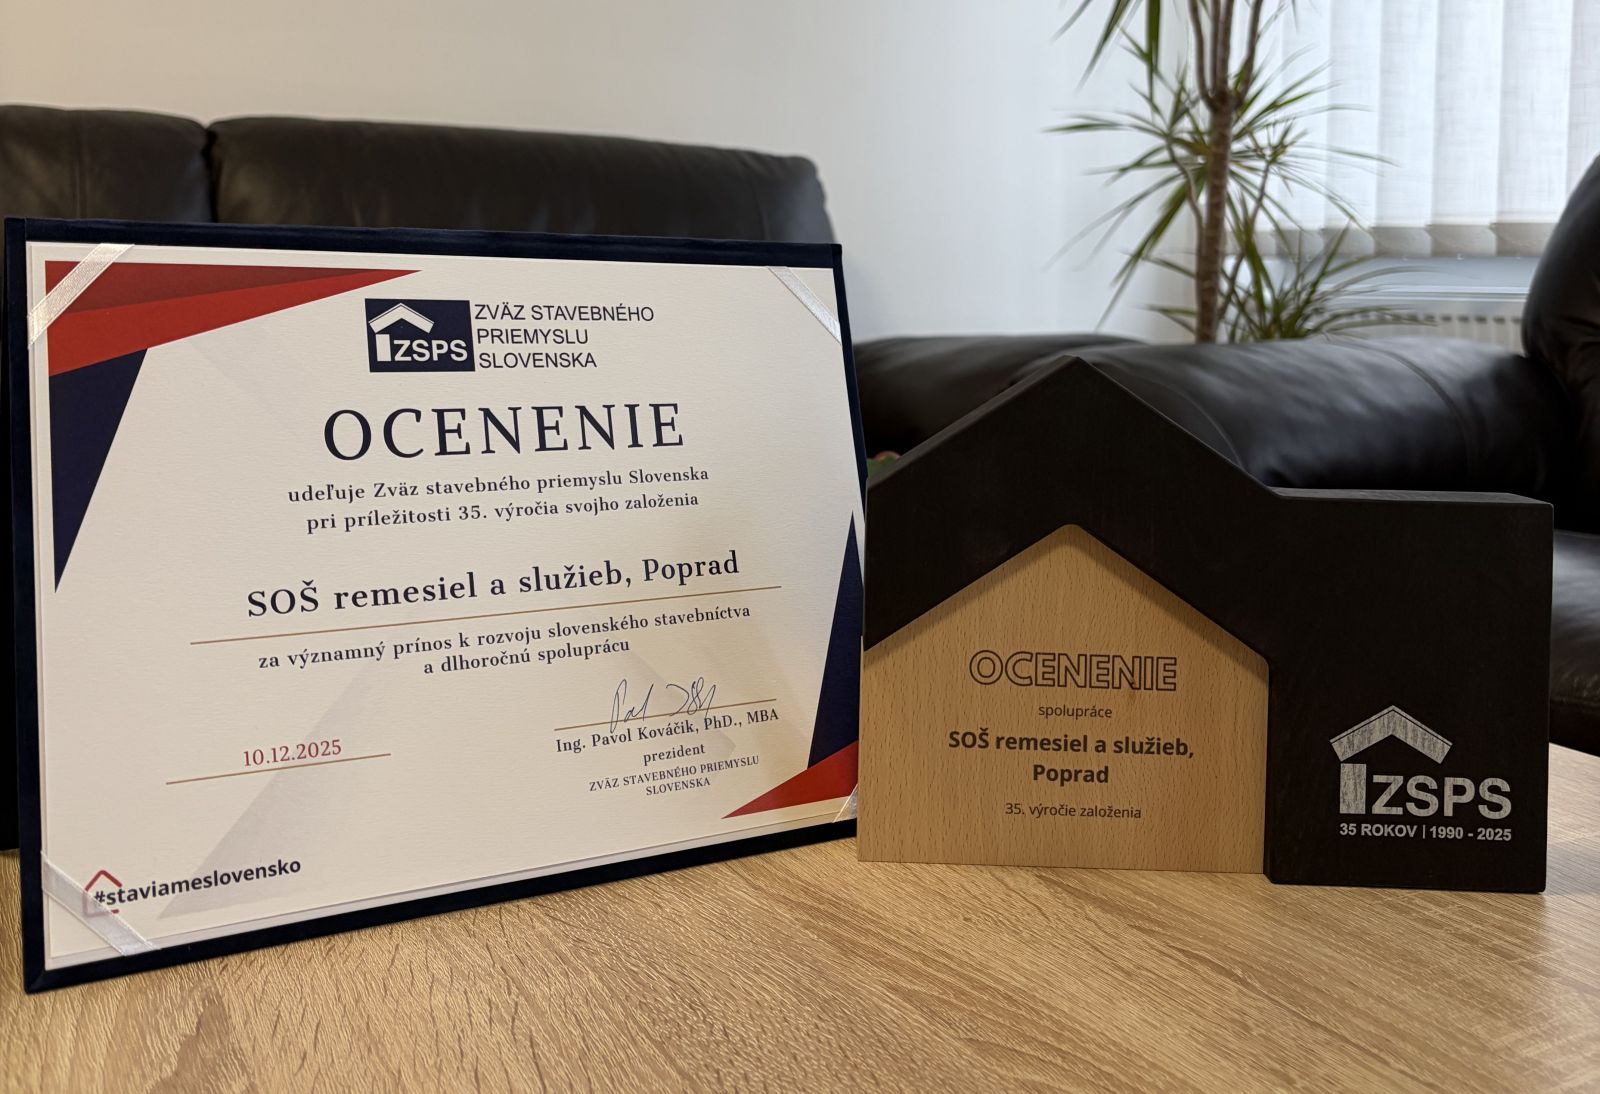 ZSPS
ZVÄZ STAVEBNÉHO
PRIEMYSLU
SLOVENSKA
OCENENIE
udeľuje Zväz stavebného priemyslu Slovenska
pri príležitosti 35. výročia svojho založenia
SOŠ remesiel a služieb, Poprad
za významný prínos k rozvoju slovenského stavebníctva
a dlhoročnú spoluprácu
10.12.2025
Ing. Pavol Kováčik, PhD., MBA
prezident
ZVÄZ STAVEBNÉHO PRIEMYSLU
SLOVENSKA
#staviameslovensko
OCENENIE
spolupráce
SOŠ remesiel a služieb,
Poprad
35. výročie založenia
ZSPS
35 ROKOV | 1990 - 2025